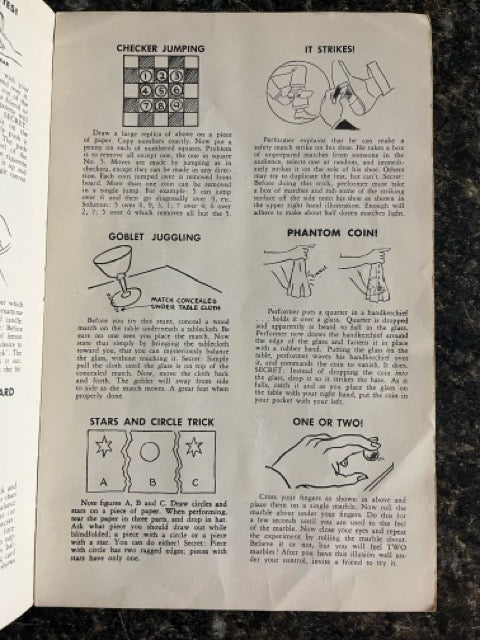 CHECKER JUMPING
1 2 3
4 5 6
7 8 9
Draw a large replica of above on a piece
of paper. Copy numbers exactly. Now put a
penny on each of numbered squares. Problem
is to remove all except one, the one in square
No. 5. Moves are made by jumping as in
checkers, except they can be made in any direc-
tion. Each coin jumped over is removed from
board. More than one coin can be removed
in a single jump. For example: 5 can jump
over 6 and then go diagonally over 9, etc.
Solution: 5 over 8, 9, 3, 1; 7 over 4; 6 over
2, 7; 5 over 6 which removes all but the 5.
GOBLET JUGGLING
MATCH CONCEALED
UNDER TABLE CLOTH
Before you try this stunt, conceal a wood
match on the table underneath a tablecloth. Be
sure no one sees you place the match. Now
state that simply by bringing the tablecloth
toward you, that you can mysteriously balance
the goblet, without touching it. Secret: Simply
pull the cloth until the glass is on top of the
concealed match. Now, move the cloth back
and forth. The goblet will sway from side
to side as the match moves. A great feat when
properly done.
STARS AND CIRCLE TRICK
A B C
Note figures A, B and C. Draw circles and
stars on a piece of paper. When performing,
tear the paper in three parts, and drop in hat.
Ask what piece you should draw out while
blindfolded; a piece with a circle or a piece
with a star. You can do either! Secret: Piece
with circle has two ragged edges; pieces with
stars have only one.
IT STRIKES!
Performer explains that he can make a
safety match strike on his shoe. He takes a box
of unprepared matches from someone in the
audience, selects one at random, and immedi-
ately strikes it on the sole of his shoe. Others
may try to duplicate the feat, but can't. Secret:
Before doing this trick, performer must take
a box of matches and rub some of the striking
surface off the side onto his shoe as shown in
the upper right hand illustration. Enough will
adhere to make about half dozen matches light.
PHANTOM COIN!
Performer puts a quarter in a handkerchief
. . . holds it over a glass. Quarter is dropped
and apparently is heard to fall in the glass.
Performer now draws the handkerchief around
the edge of the glass and fastens it in place
with a rubber band. Putting the glass on the
table, performer waves his handkerchief over
it, and commands the coin to vanish. It does.
SECRET: Instead of dropping the coin into
the glass, drop it so it strikes the base. As it
falls, catch it and as you place the glass on
the table with your right hand, put the coin in
your pocket with your left.
ONE OR TWO!
Cross your fingers as shown in above and
place them on a single marble. Now roll the
marble about under your fingers. Do this for
a few seconds until you are used to the feel
of the marble. Now close your eyes and repeat
the experiment by rolling the marble about.
Believe it or not, but you will feel TWO
marbles! After you have this illusion well un-
der your control, invite a friend to try it.